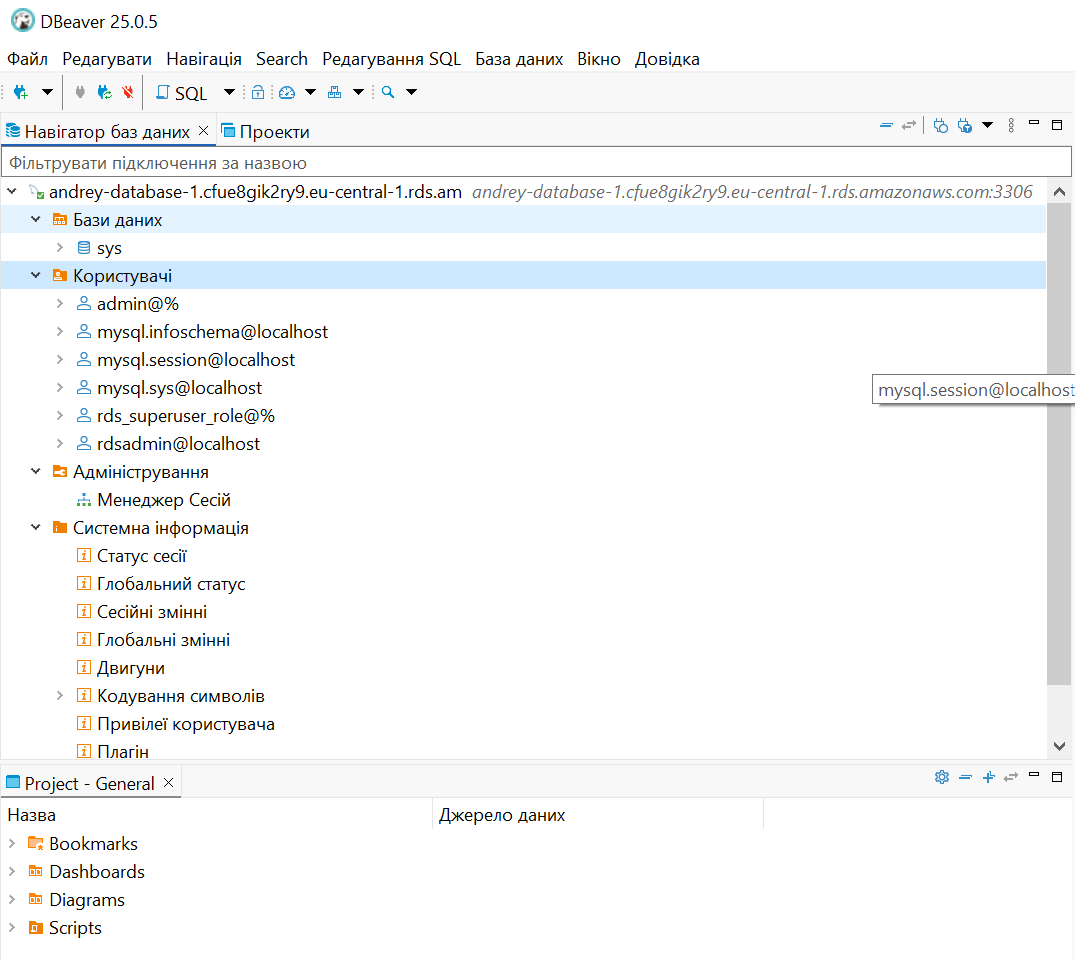 DBeaver 25.0.5
Файл Редагувати Навігація Search Редагування SQL База даних Вікно Довідка
SQL
Навігатор баз даних Проекти
Фільтрувати підключення за назвою
andrey-database-1.cfue8gik2ry9.eu-central-1.rds.am andrey-database-1.cfue8gik2ry9.eu-central-1.rds.amazonaws.com:3306
Бази даних
sys
Користувачі
admin@%
mysql.infoschema@localhost
mysql.session@localhost
mysql.sys@localhost
mysql.session@localhost
rds_superuser_role@%
rdsadmin@localhost
Адміністрування
Менеджер Сесій
Системна інформація
Статус сесії
Глобальний статус
Сесійні змінні
Глобальні змінні
Двигуни
Кодування символів
Привілеї користувача
Плагін
Project - General
Назва Джерело даних
Bookmarks
Dashboards
Diagrams
Scripts